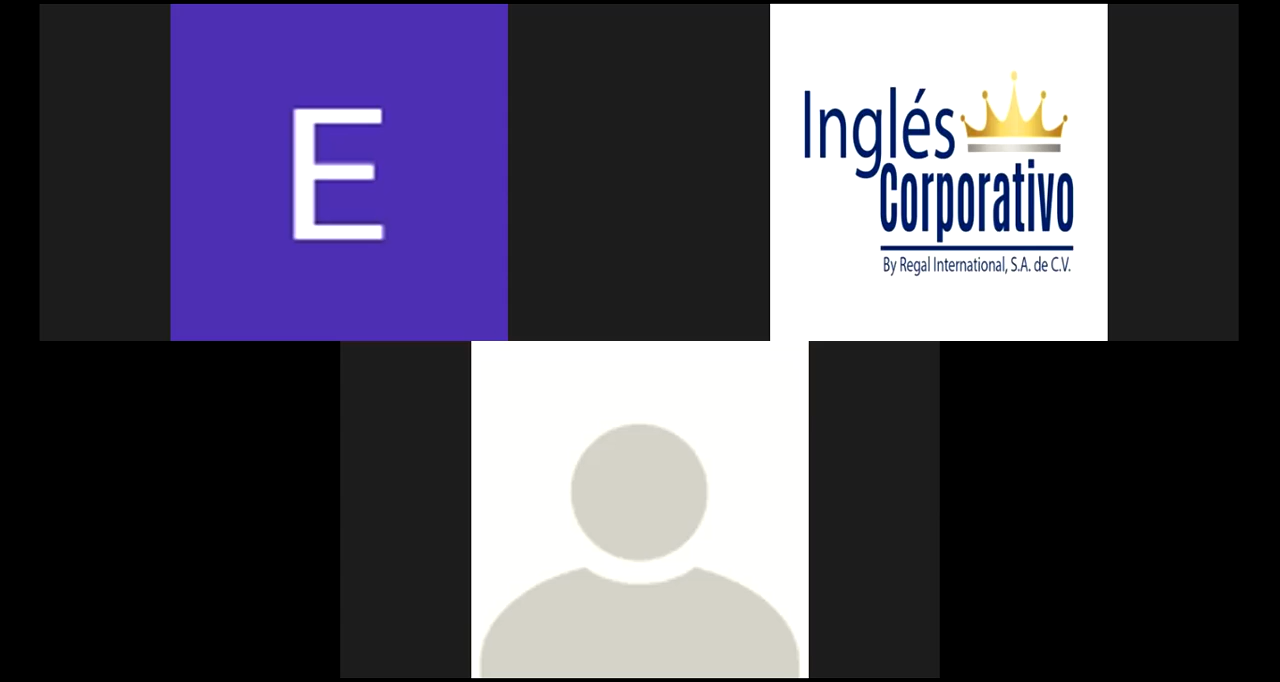 E
Inglés
Corporativo
By Regal International, S.A. de C.V.